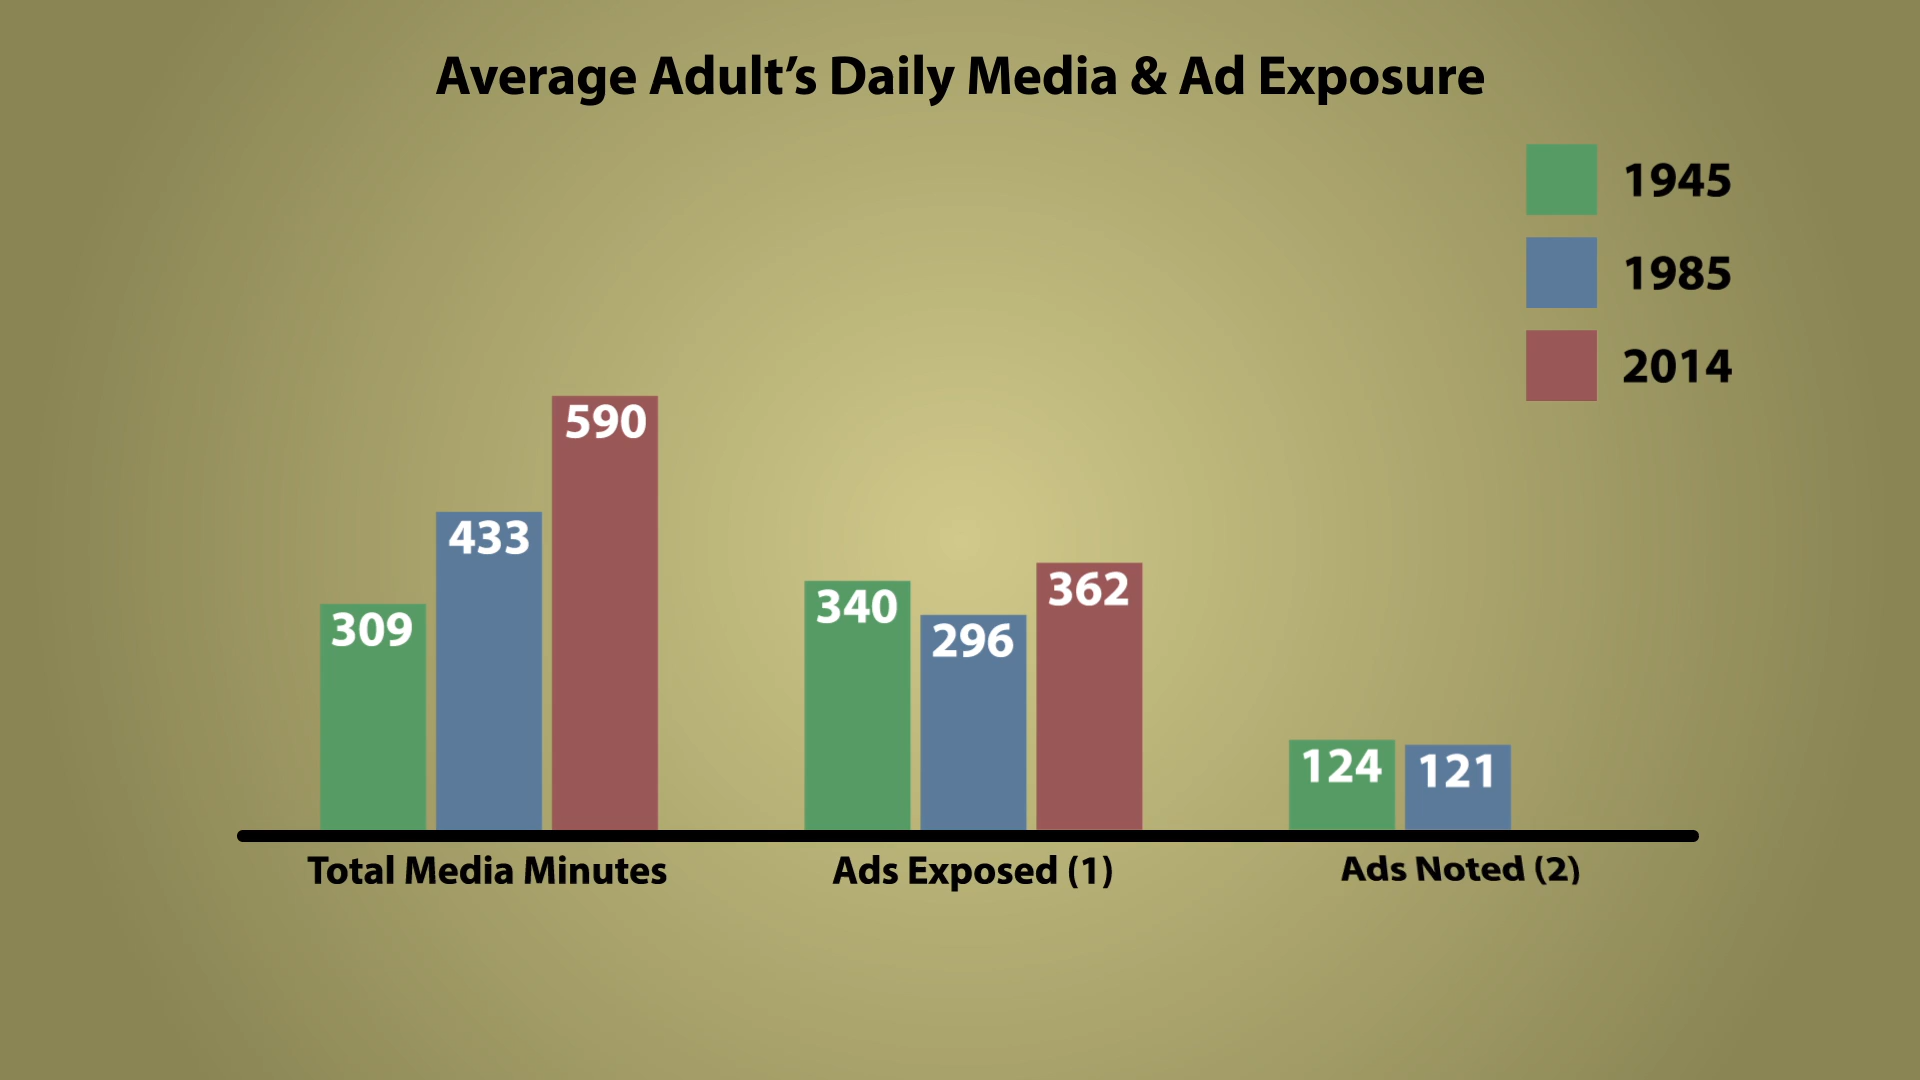 Average Adult’s Daily Media & Ad Exposure
1945
1985
2014
309
433
590
340
296
362
124
121
Total Media Minutes
Ads Exposed (1)
Ads Noted (2)